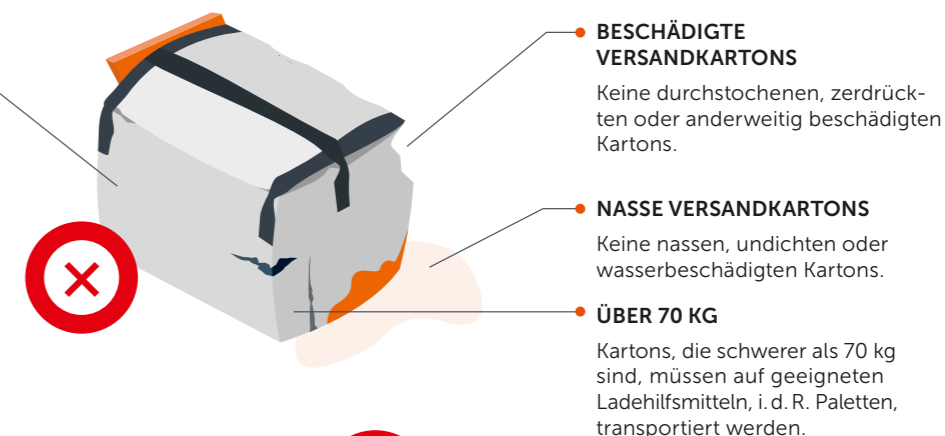 BESCHÄDIGTE
VERSANDKARTONS
Keine durchstochenen, zerdrück-
ten oder anderweitig beschädigten
Kartons.
NASSE VERSANDKARTONS
Keine nassen, undichten oder
wasserbeschädigten Kartons.
ÜBER 70 KG
Kartons, die schwerer als 70 kg
sind, müssen auf geeigneten
Ladehilfsmitteln, i. d. R. Paletten,
transportiert werden.